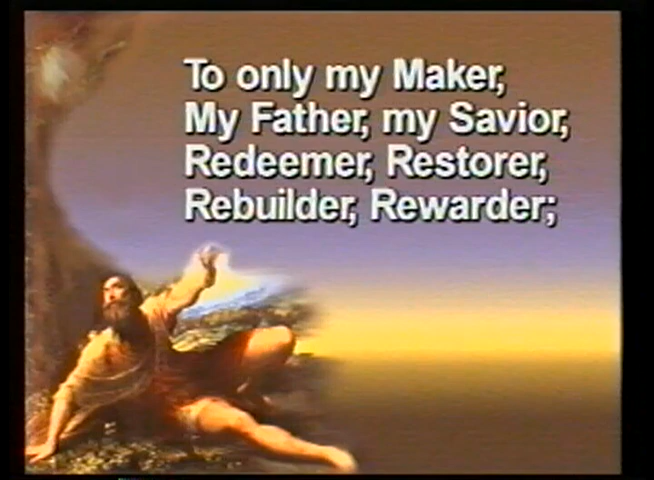 To only my Maker,
My Father, my Savior,
Redeemer, Restorer,
Rebuilder, Rewarder;